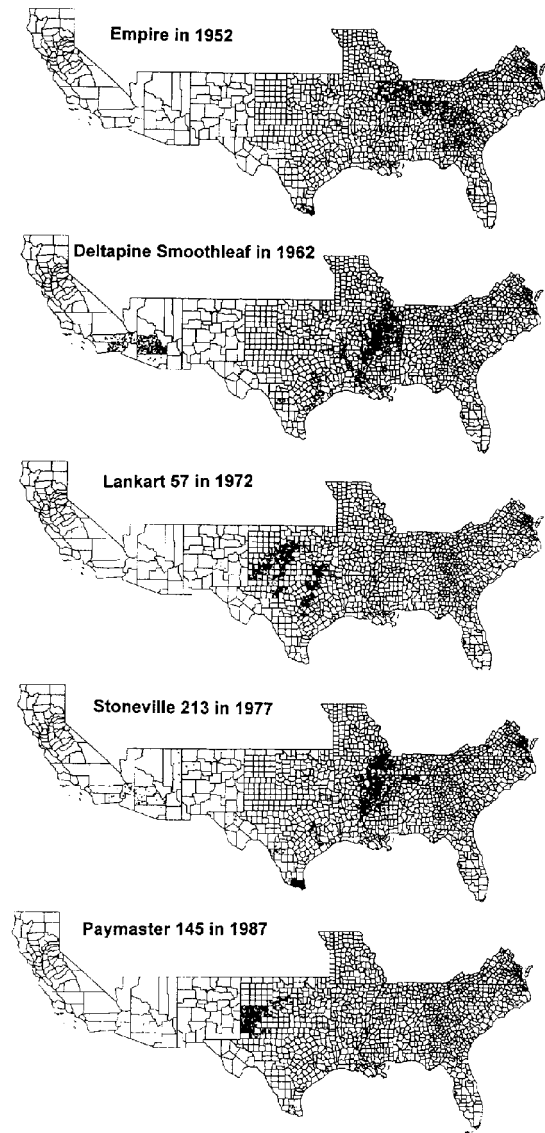 Empire in 1952
Deltapine Smoothleaf in 1962
Lankart 57 in 1972
Stoneville 213 in 1977
Paymaster 145 in 1987